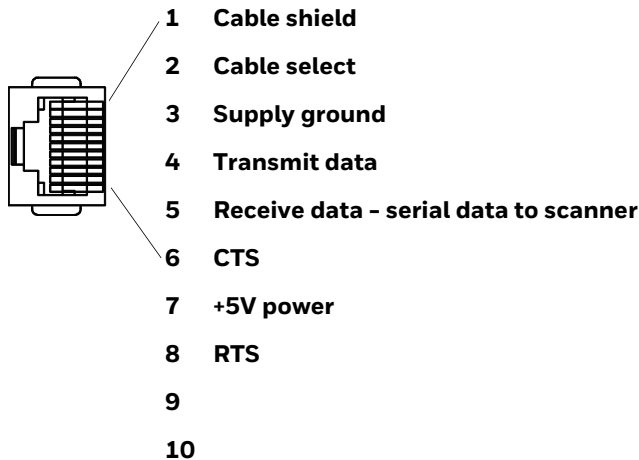 1 Cable shield
2 Cable select
3 Supply ground
4 Transmit data
5 Receive data - serial data to scanner
6 CTS
7 +5V power
8 RTS
9
10